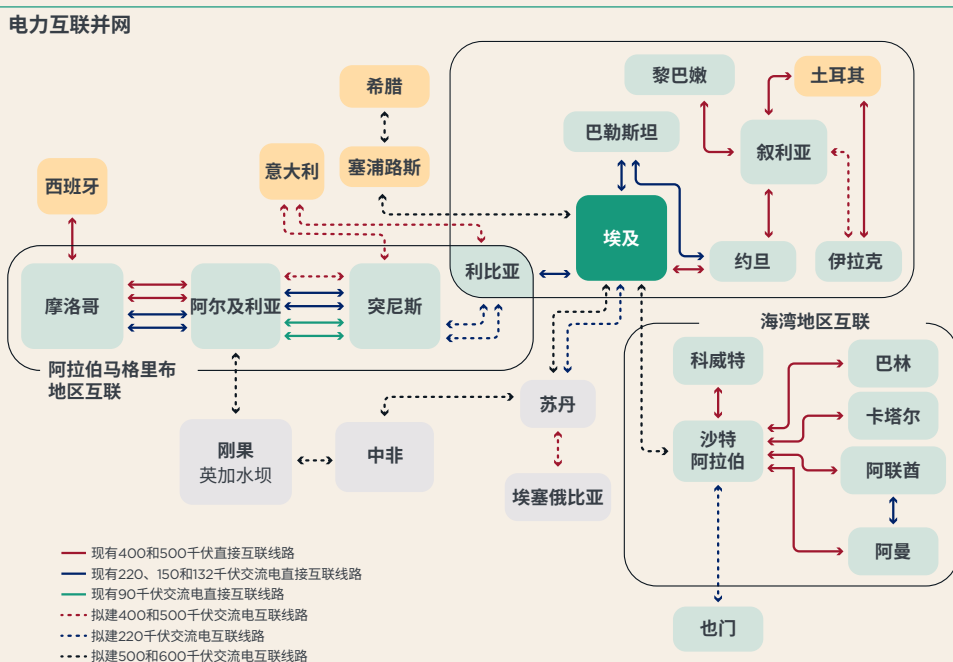 电力互联并网
黎巴嫩
土耳其
希腊
巴勒斯坦
叙利亚
西班牙
意大利
塞浦路斯
埃及
利比亚
约旦
伊拉克
摩洛哥
阿尔及利亚
突尼斯
阿拉伯马格里布
地区互联
海湾地区互联
科威特
巴林
卡塔尔
沙特
阿拉伯
阿联酋
阿曼
也门
苏丹
埃塞俄比亚
中非
刚果
英加水坝
现有400和500千伏直接互联线路
现有220、150和132千伏交流电直接互联线路
现有90千伏交流电直接互联线路
拟建400和500千伏交流电互联线路
拟建220千伏交流电互联线路
拟建500和600千伏交流电互联线路